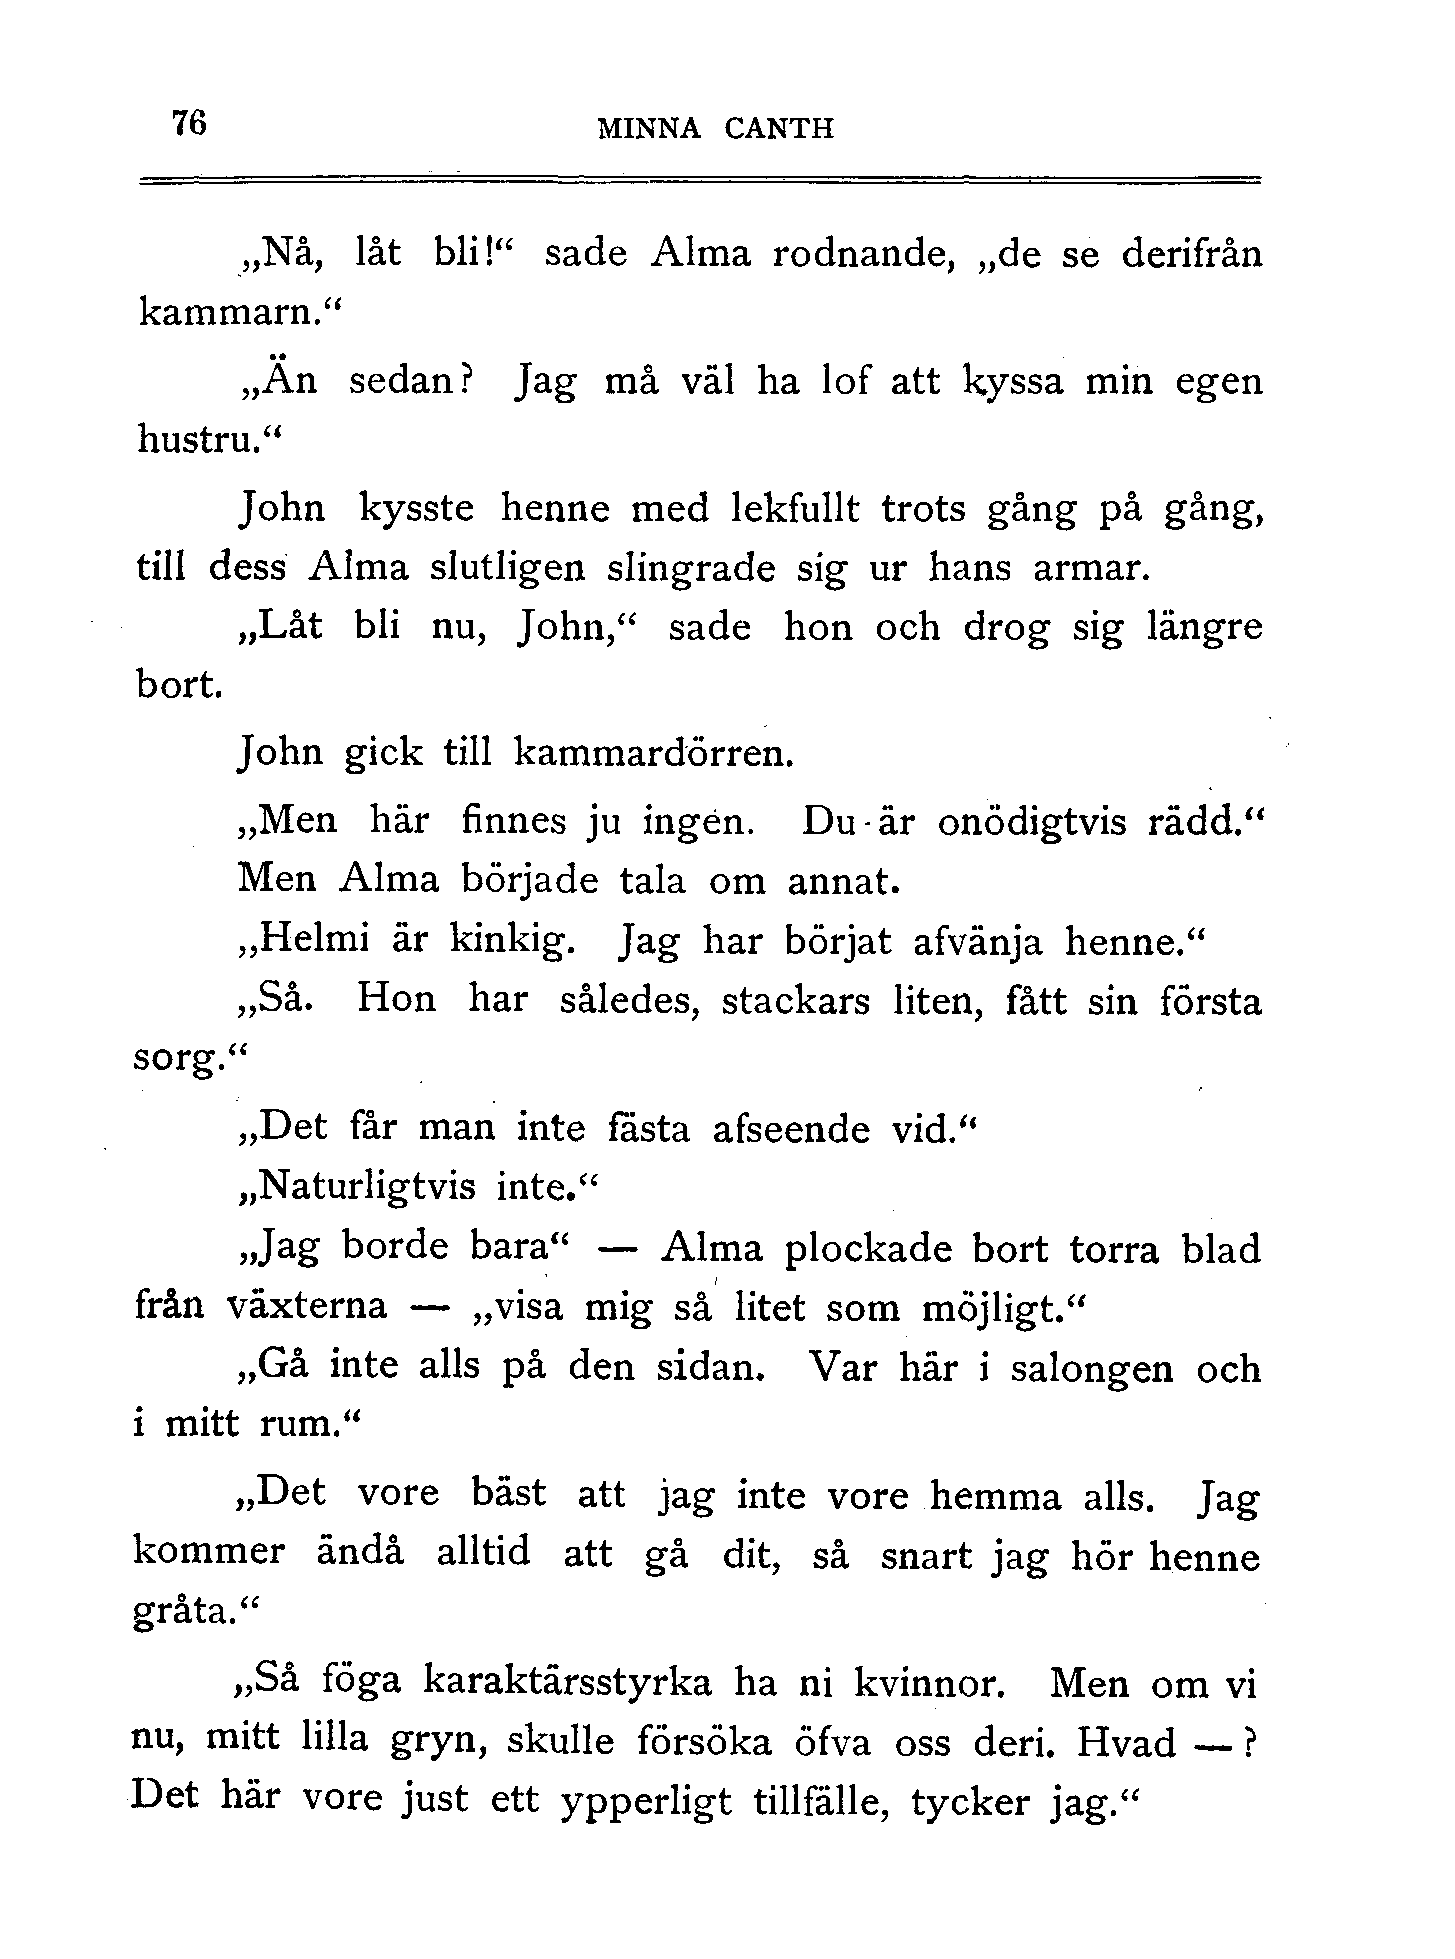 76
MINNA CANTH
„Nå, låt bli!“ sade Alma rodnande, „de se derifrån
kammarn.“
„Än sedan? Jag må väl ha lof att kyssa min egen
hustru.“
John kysste henne med lekfullt trots gång på gång,
till dess Alma slutligen slingrade sig ur hans armar.
„Låt bli nu, John,“ sade hon och drog sig längre
bort.
John gick till kammardörren.
„Men här finnes ju ingen. Du är onödigtvis rädd.“
Men Alma började tala om annat.
„Helmi är kinkig. Jag har börjat afvänja henne.“
„Så. Hon har således, stackars liten, fått sin första
sorg.“
„Det får man inte fästa afseende vid.“
„Naturligtvis inte.“
„Jag borde bara“ — Alma plockade bort torra blad
från växterna — „visa mig så litet som möjligt.“
„Gå inte alls på den sidan. Var här i salongen och
i mitt rum.“
„Det vore bäst att jag inte vore hemma alls. Jag
kommer ändå alltid att gå dit, så snart jag hör henne
gråta.“
„Så föga karaktärsstyrka ha ni kvinnor. Men om vi
nu, mitt lilla gryn, skulle försöka öfva oss deri. Hvad — ?
Det här vore just ett ypperligt tillfälle, tycker jag.“